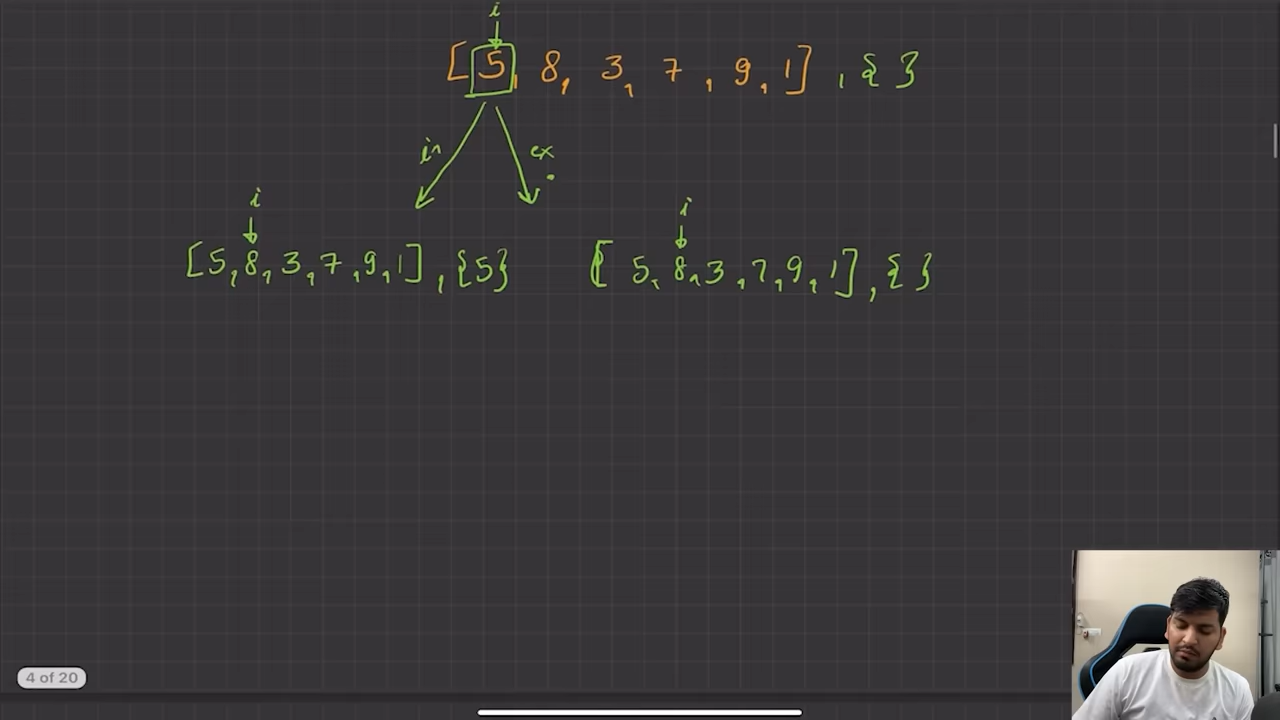 i
[5, 8, 3, 7, 9, 1], { }
in ex
i i
[5, 8, 3, 7, 9, 1], {5} [5, 8, 3, 7, 9, 1], { }
4 of 20